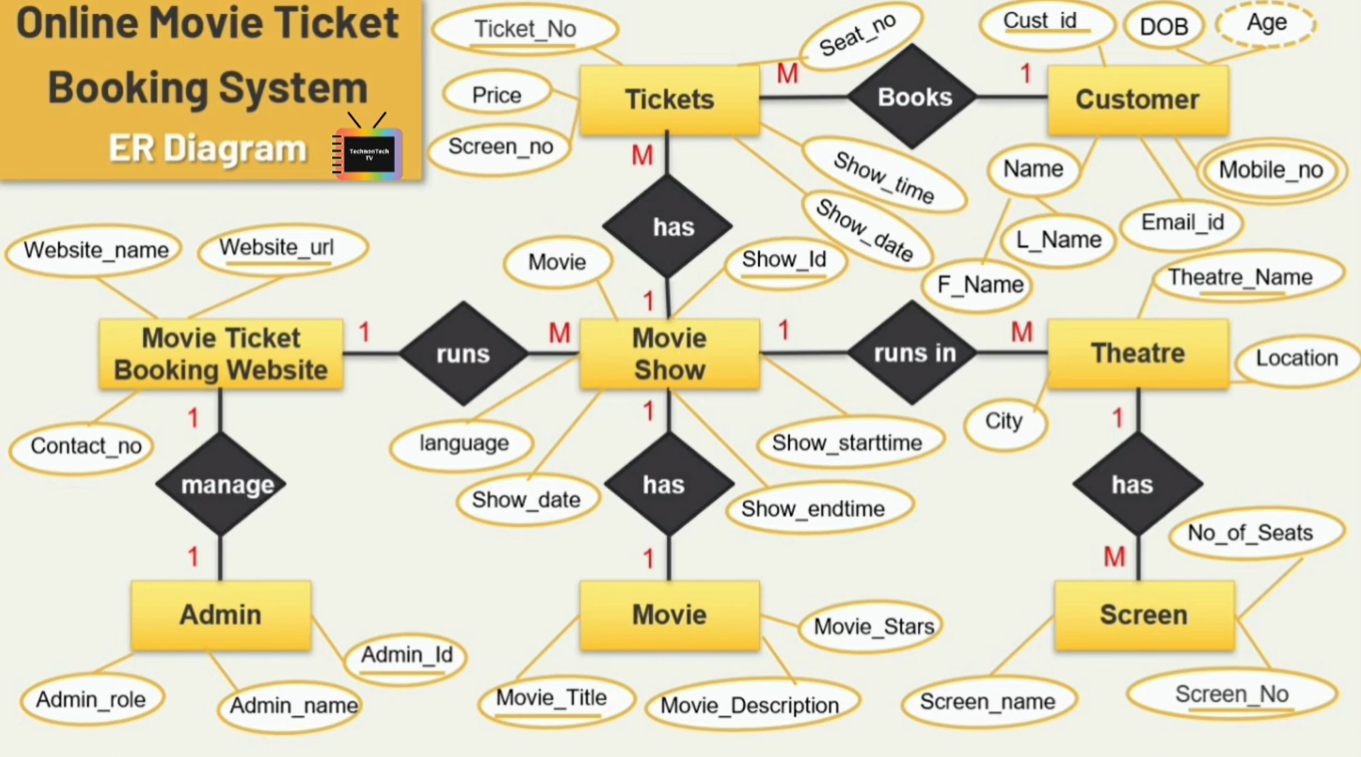 Online Movie Ticket
Booking System
ER Diagram
TechnonTech
TV
Ticket_No
Price
Screen_no
Seat_no
Tickets
M
Books
1
Customer
Cust_id
DOB
Age
Show_time
Show_date
Name
F_Name
L_Name
Email_id
Mobile_no
M
has
1
Website_name
Website_url
Movie Ticket
Booking Website
Contact_no
1
runs
M
Movie
Show_Id
Movie
Show
language
Show_date
Show_starttime
Show_endtime
1
runs in
M
Theatre
Theatre_Name
Location
City
1
manage
1
Admin
Admin_role
Admin_name
Admin_Id
1
has
1
Movie
Movie_Title
Movie_Description
Movie_Stars
1
has
M
Screen
No_of_Seats
Screen_name
Screen_No